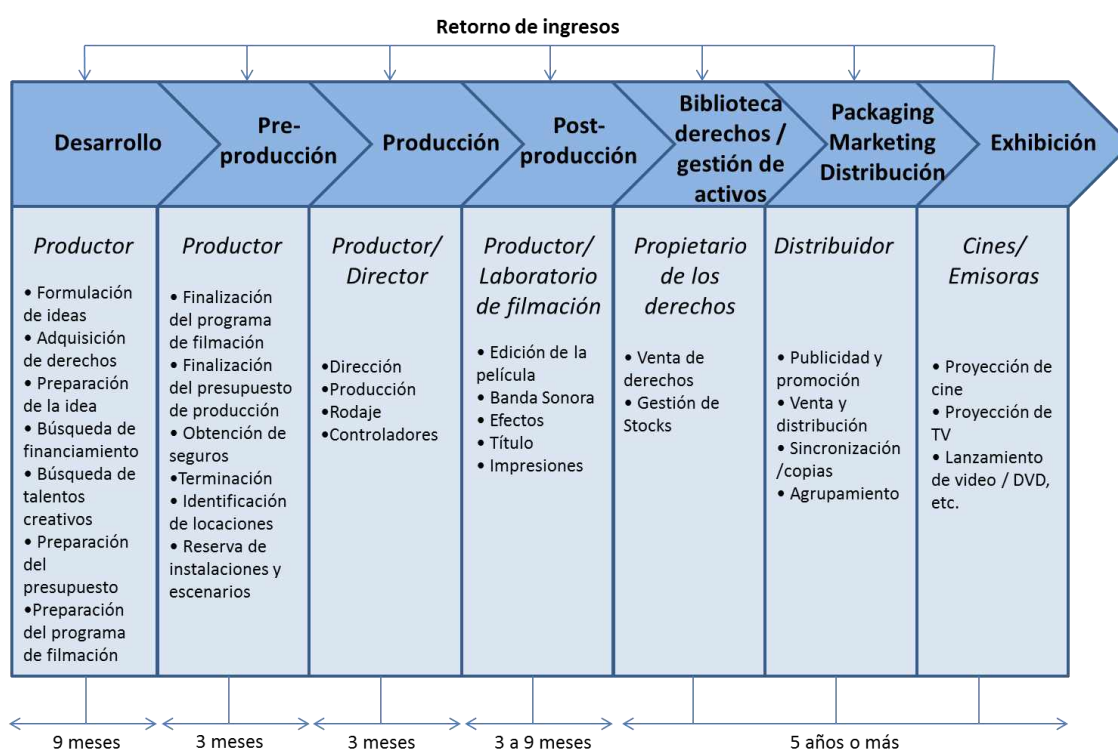 Retorno de ingresos
Desarrollo
Pre-
producción
Producción
Post-
producción
Biblioteca
derechos /
gestión de
activos
Packaging
Marketing
Distribución
Exhibición
Productor
• Formulación
de ideas
• Adquisición
de derechos
• Preparación
de la idea
• Búsqueda de
financiamiento
• Búsqueda de
talentos
creativos
• Preparación
del
presupuesto
•Preparación
del programa
de filmación
Productor
• Finalización
del programa
de filmación
• Finalización
del presupuesto
de producción
• Obtención de
seguros
•Terminación
• Identificación
de locaciones
• Reserva de
instalaciones y
escenarios
Productor/
Director
•Dirección
•Producción
•Rodaje
•Controladores
Productor/
Laboratorio
de filmación
• Edición de la
película
• Banda Sonora
• Efectos
• Título
• Impresiones
Propietario
de los
derechos
• Venta de
derechos
• Gestión de
Stocks
Distribuidor
• Publicidad y
promoción
• Venta y
distribución
• Sincronización
/copias
• Agrupamiento
Cines/
Emisoras
• Proyección de
cine
• Proyección de
TV
• Lanzamiento
de video / DVD,
etc.
9 meses
3 meses
3 meses
3 a 9 meses
5 años o más